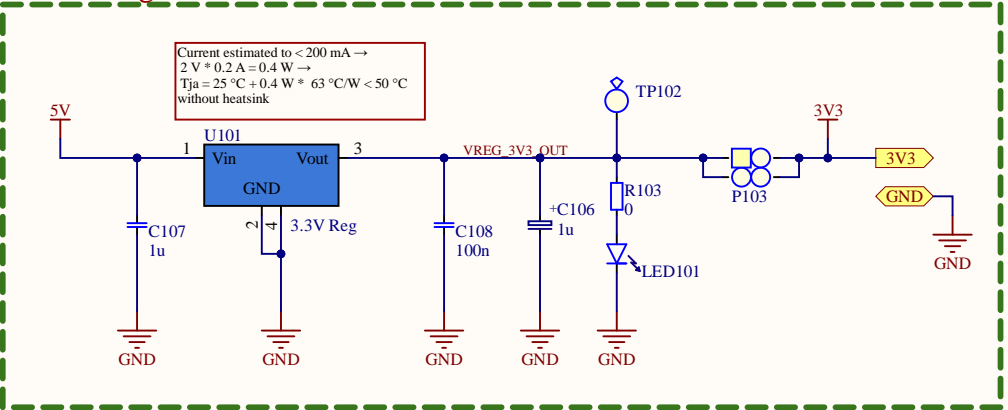 Current estimated to < 200 mA →
2 V * 0.2 A = 0.4 W →
Tja = 25 °C + 0.4 W * 63 °C/W < 50 °C
without heatsink
TP102
5V
3V3
U101
1
Vin
Vout
3
VREG_3V3_OUT
3V3
GND
R103
0
P103
GND
2
4
3.3V Reg
C107
1u
C108
100n
+C106
1u
LED101
GND
GND
GND
GND
GND
GND